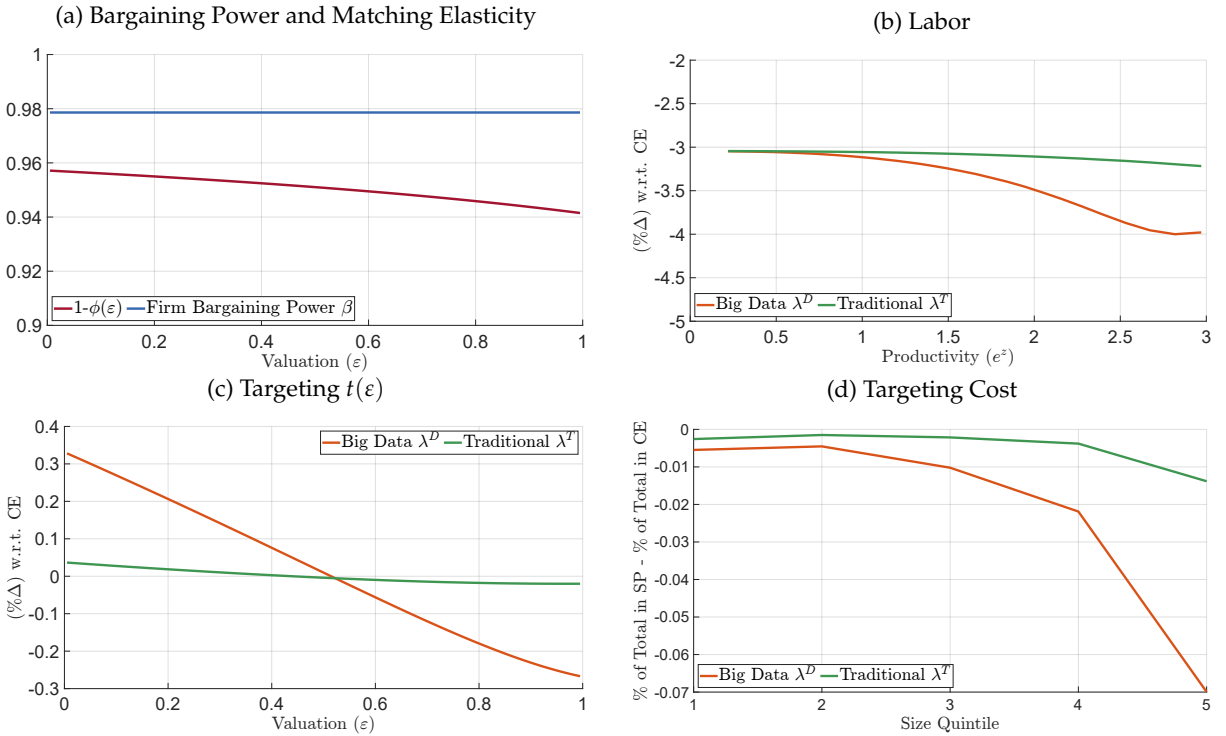 (a) Bargaining Power and Matching Elasticity
1
0.98
0.96
0.94
0.92
0.9
1-ϕ(ε) Firm Bargaining Power β
0 0.2 0.4 0.6 0.8 1
Valuation (ε)
(b) Labor
(%Δ) w.r.t. CE
-2
-2.5
-3
-3.5
-4
-4.5
-5
Big Data λ^D Traditional λ^T
0 0.5 1 1.5 2 2.5 3
Productivity (e^z)
(c) Targeting t(ε)
(%Δ) w.r.t. CE
0.4
0.3
0.2
0.1
0
-0.1
-0.2
-0.3
Big Data λ^D Traditional λ^T
0 0.2 0.4 0.6 0.8 1
Valuation (ε)
(d) Targeting Cost
% of Total in SP - % of Total in CE
0
-0.01
-0.02
-0.03
-0.04
-0.05
-0.06
-0.07
Big Data λ^D Traditional λ^T
1 2 3 4 5
Size Quintile